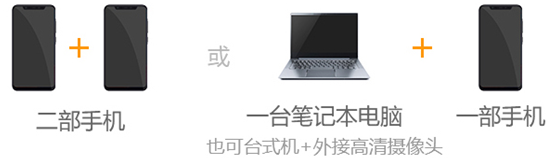 + 或 +
二部手机 一台笔记本电脑 一部手机
也可台式机+外接高清摄像头